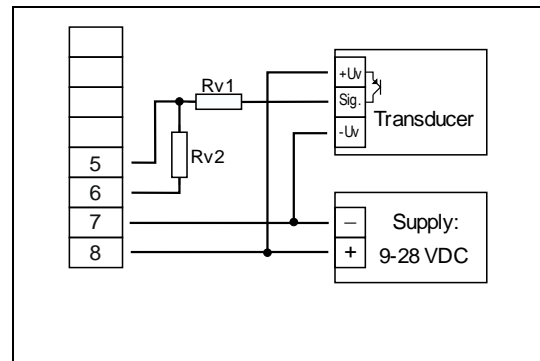 +Uv
Rv1
Sig.
Transducer
-Uv
5
Rv2
6
7
– Supply:
8
+ 9-28 VDC